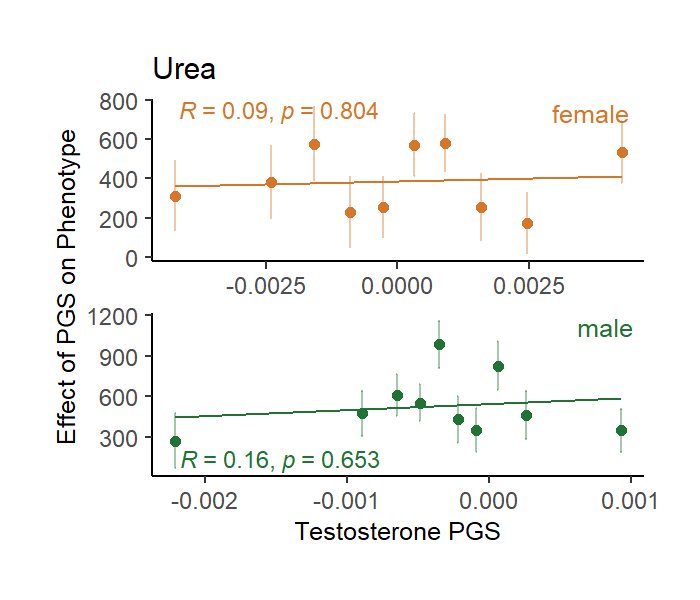 Urea
Effect of PGS on Phenotype
800
600
400
200
0
R = 0.09, p = 0.804
female
-0.0025
0.0000
0.0025
1200
900
600
300
male
R = 0.16, p = 0.653
-0.002
-0.001
0.000
0.001
Testosterone PGS